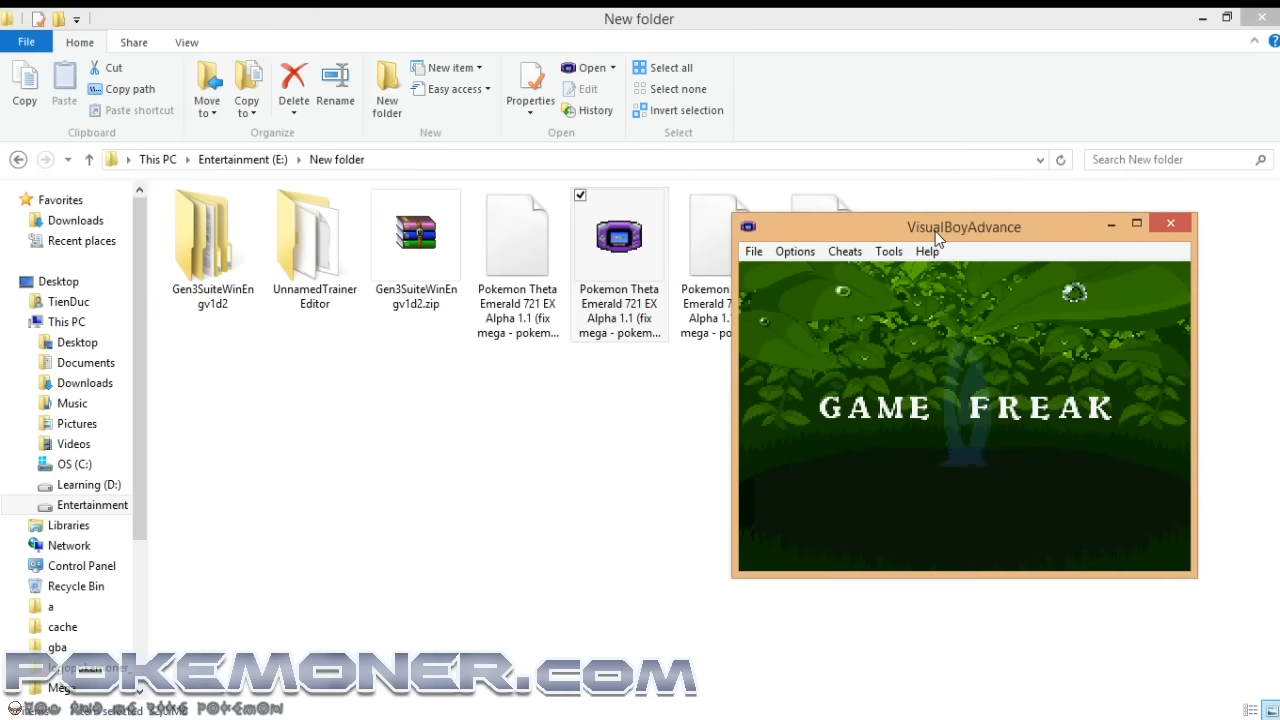 New folder
File Home Share View
Copy
Paste
Cut
Copy path
Paste shortcut
Clipboard
Move to
Copy to
Delete
Rename
Organize
New folder
New item
Easy access
New
Properties
Open
Edit
History
Open
Select all
Select none
Invert selection
Select
This PC Entertainment (E:) New folder
Search New folder
Favorites
Downloads
Recent places
Desktop
TienDuc
This PC
Desktop
Documents
Downloads
Music
Pictures
Videos
OS (C:)
Learning (D:)
Entertainment
Libraries
Network
Control Panel
Recycle Bin
a
cache
gba
Mega
Gen3SuiteWinEn
gv1d2
UnnamedTrainer
Editor
Gen3SuiteWinEn
gv1d2.zip
Pokemon Theta
Emerald 721 EX
Alpha 1.1 (fix
mega - pokem...
Pokemon Theta
Emerald 721 EX
Alpha 1.1 (fix
mega - pokem...
VisualBoyAdvance
File Options Cheats Tools Help
GAME FREAK
POKEMONER.COM